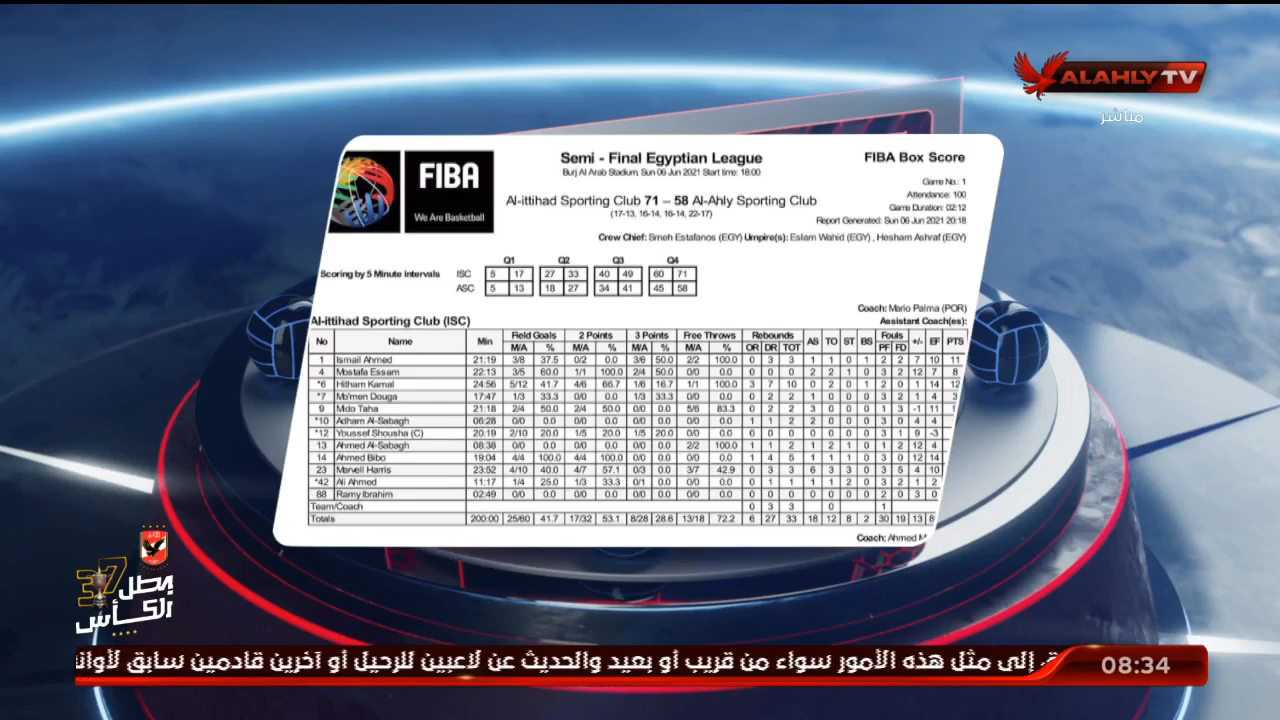 ALAHLY TV
مباشر
FIBA
We Are Basketball
Semi - Final Egyptian League
Burj Al Arab Stadium, Sun 06 Jun 2021 Start time: 18:00
Al-ittihad Sporting Club 71 – 58 Al-Ahly Sporting Club
(17-13, 16-14, 16-14, 22-17)
FIBA Box Score
Game No.: 1
Attendance: 100
Game Duration: 02:12
Report Generated: Sun 06 Jun 2021 20:18
Crew Chief: Smeh Estafanos (EGY) Umpire(s): Eslam Wahid (EGY) , Hesham Ashraf (EGY)
Q1 Q2 Q3 Q4
Scoring by 5 Minute Intervals ISC 5 17 27 33 40 49 60 71
ASC 5 13 18 27 34 41 45 58
Coach: Mario Palma (POR)
Al-ittihad Sporting Club (ISC) Assistant Coach(es):
No Name Min Field Goals 2 Points 3 Points Free Throws Rebounds AS TO ST BS Fouls +/- EF PTS
M/A % M/A % M/A % M/A % OR DR TOT PF FD
1 Ismail Ahmed 21:19 3/8 37.5 0/2 0.0 3/6 50.0 2/2 100.0 0 3 3 1 1 0 1 2 2 7 10 11
4 Mostafa Essam 22:13 3/5 60.0 1/1 100.0 2/4 50.0 0/0 0.0 0 0 0 2 2 1 0 3 2 12 7 8
*6 Hitham Kamal 24:56 5/12 41.7 4/6 66.7 1/6 16.7 1/1 100.0 3 7 10 0 2 0 1 2 0 1 14 12
*7 Mo'men Douga 17:47 1/3 33.3 0/0 0.0 1/3 33.3 0/0 0.0 0 2 2 1 0 0 0 3 2 1 4
9 Mido Taha 21:18 2/4 50.0 2/4 50.0 0/0 0.0 5/6 83.3 0 2 2 3 0 0 0 1 3 -1 11
*10 Adham Al-Sabagh 06:28 0/0 0.0 0/0 0.0 0/0 0.0 0/0 0.0 1 1 2 2 0 0 0 3 0 4 4
*12 Youssef Shousha (C) 20:19 2/10 20.0 1/5 20.0 1/5 20.0 0/0 0.0 0 0 0 0 0 0 0 3 1 9 -3
13 Ahmed Al-Sabagh 08:38 0/0 0.0 0/0 0.0 0/0 0.0 2/2 100.0 1 1 2 1 2 1 0 1 2 12 4
14 Ahmed Bibo 19:04 4/4 100.0 4/4 100.0 0/0 0.0 0/0 0.0 1 4 5 1 1 1 0 3 0 12 14
23 Marvell Harris 23:52 4/10 40.0 4/7 57.1 0/3 0.0 3/7 42.9 0 3 3 6 3 3 0 3 5 4 10
*42 Ali Ahmed 11:17 1/4 25.0 1/3 33.3 0/1 0.0 0/0 0.0 0 1 1 1 1 2 0 3 2 1 2
88 Ramy ibrahim 02:49 0/0 0.0 0/0 0.0 0/0 0.0 0/0 0.0 0 0 0 0 0 0 0 2 0 3 0
Team/Coach 0 3 3 0 1
Totals 200:00 25/60 41.7 17/32 53.1 8/28 28.6 13/18 72.2 6 27 33 18 12 8 2 30 19 13
Coach: Ahmed M
بطل 37
الكأس
إلى مثل هذه الأمور سواء من قريب أو بعيد والحديث عن لاعبين للرحيل أو آخرين قادمين سابق لأوانه
08:34